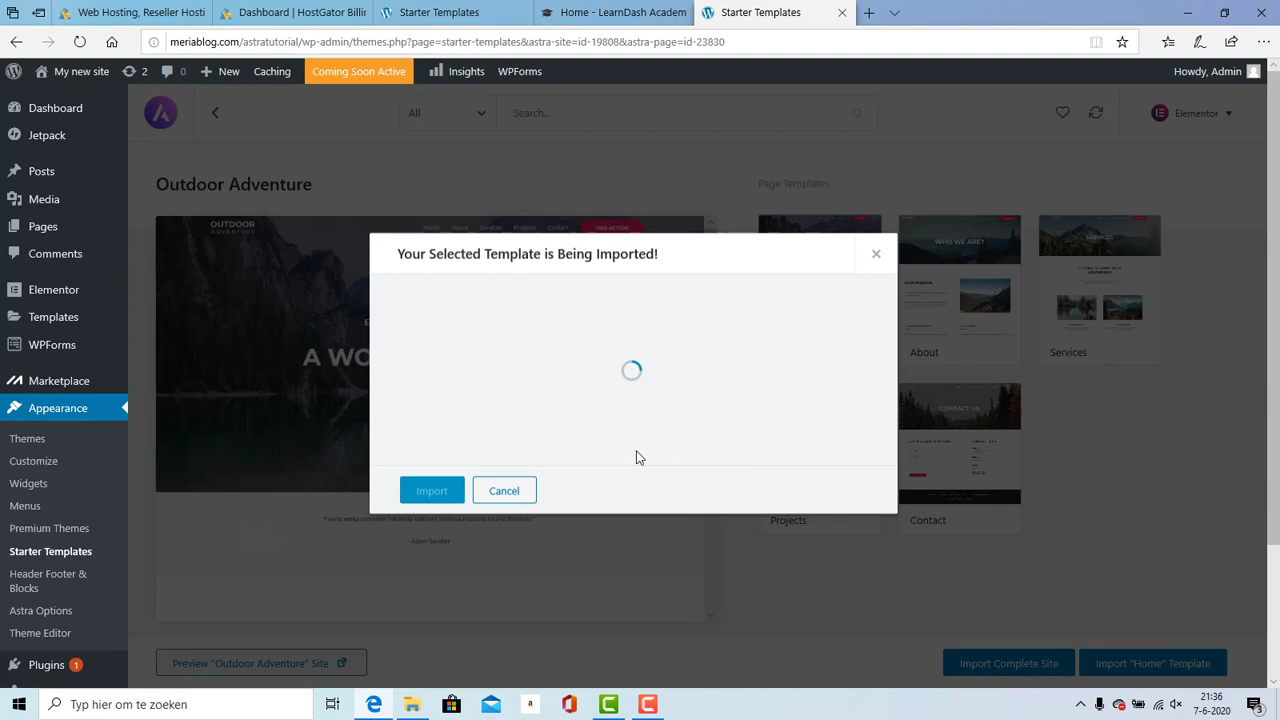 Dashboard | HostGator Billin
Web Hosting, Reseller Hosti
Starter Templates
Home - LearnDash Academ
Starter Templates
meriablog.com/astratutorial/wp-admin/themes.php?page=starter-templates&astra-site=id-19808&astra-page=id-23830
My new site 2 0 New Caching Coming Soon Active Insights WPForms Howdy, Admin
Dashboard
Jetpack
Posts
Media
Pages
Comments
Elementor
Templates
WPForms
Marketplace
Appearance
Themes
Customize
Widgets
Menus
Premium Themes
Starter Templates
Header Footer &
Blocks
Astra Options
Theme Editor
Plugins 1
All Search... Elementor
Outdoor Adventure
Page Templates
OUTDOOR
ADVENTURE
Home About Services Projects Contact TAKE ACTION
A WO
Your Selected Template is Being Imported!
Import Cancel
- Adam Sendler
WHO WE ARE?
SERVICES
About
Services
CONTACT US
Projects
Contact
Preview "Outdoor Adventure" Site
Import Complete Site
Import "Home" Template
Typ hier om te zoeken
a
21:36
7-6-2020
3